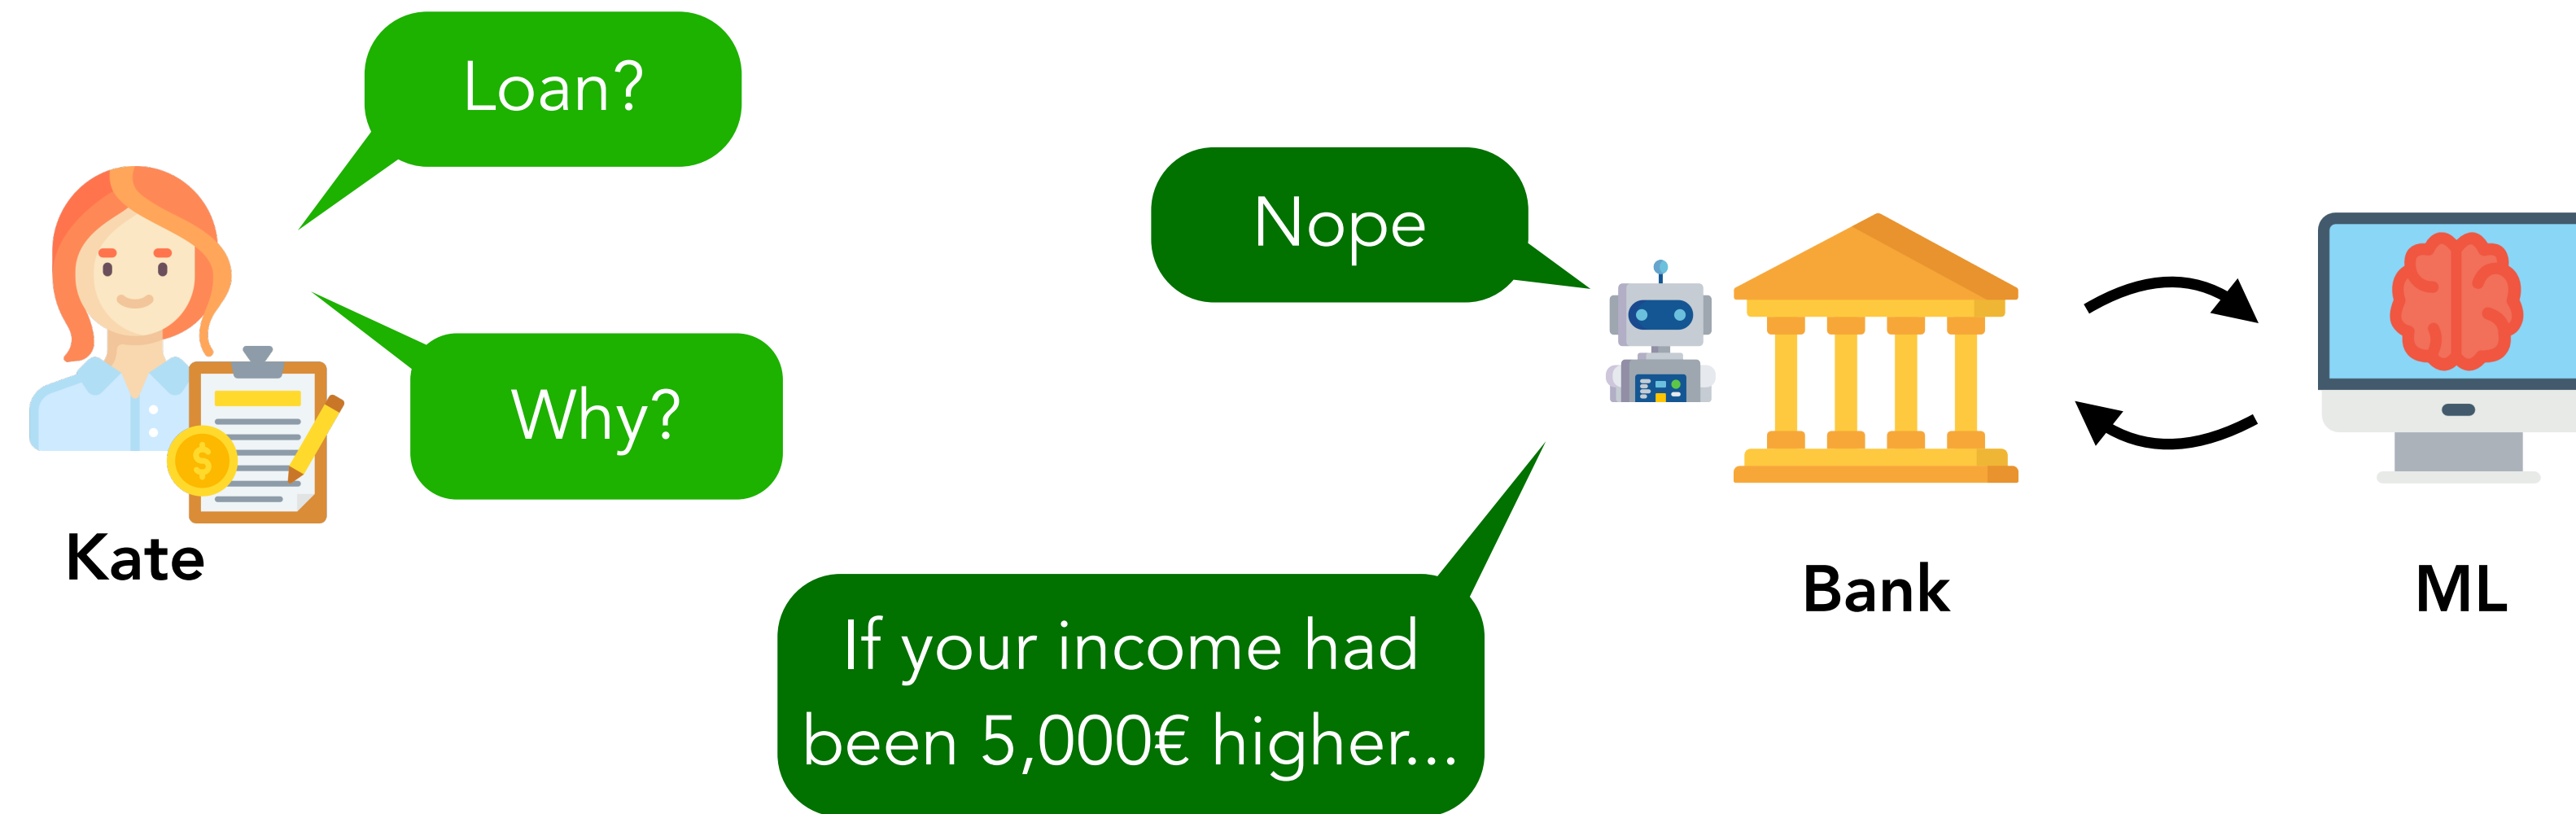 Loan?
Nope
Why?
If your income had
been 5,000€ higher...
Kate
Bank
ML